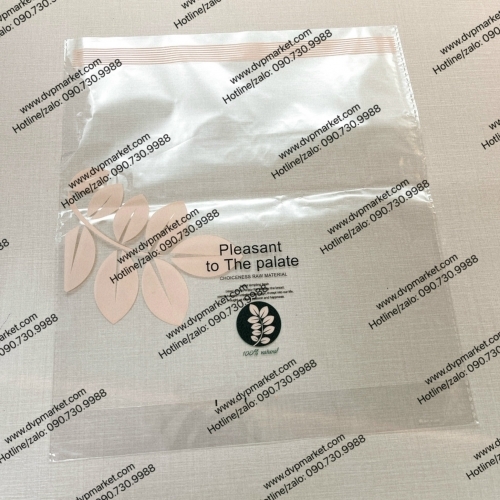 Pleasant
to The palate
CHOICENESS RAW MATERIAL
100% natural
www.dvpmarket.com
Hotline/zalo: 090.730.9988